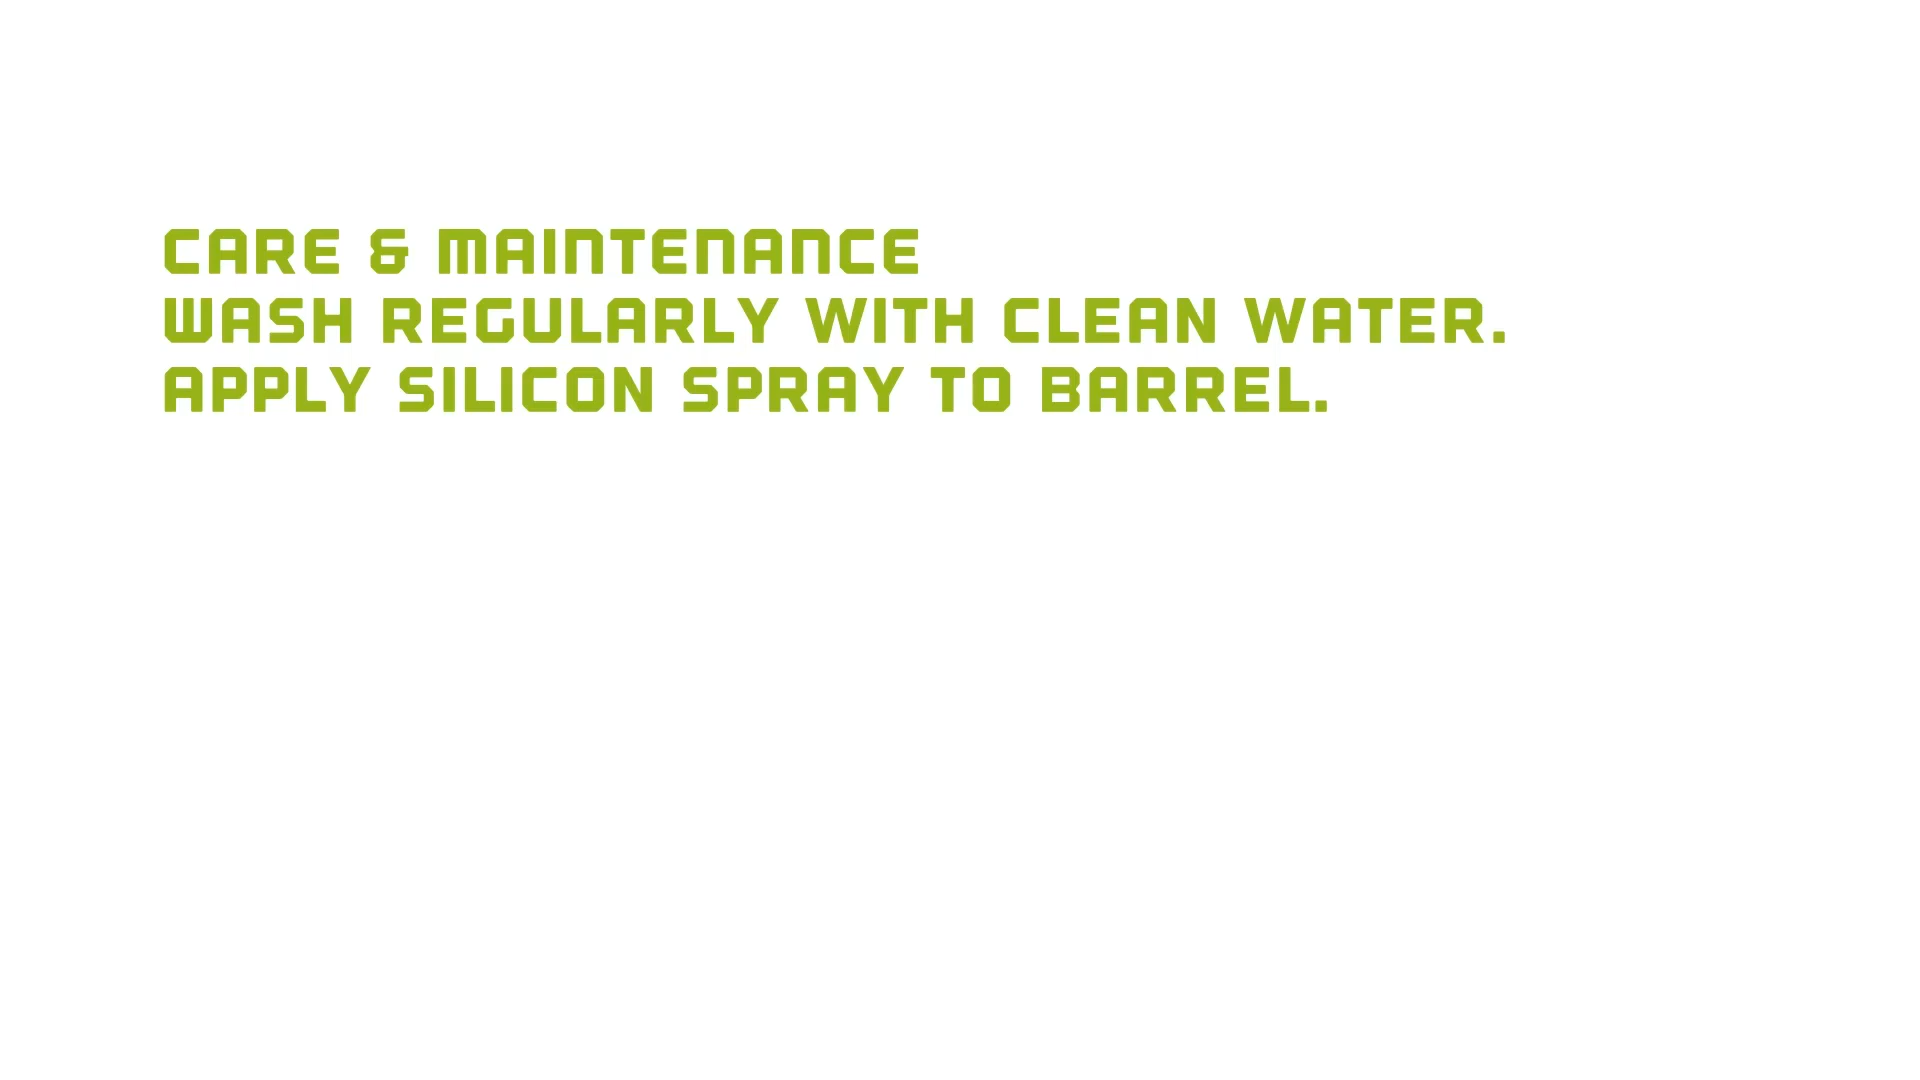 CARE & MAINTENANCE
WASH REGULARLY WITH CLEAN WATER.
APPLY SILICON SPRAY TO BARREL.